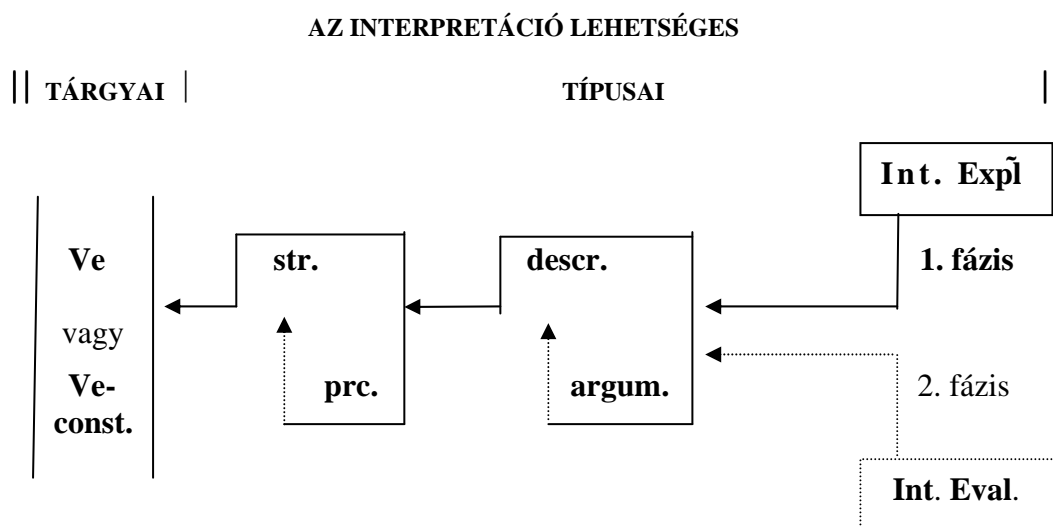 AZ INTERPRETÁCIÓ LEHETSÉGES
TÁRGYAI TÍPUSAI
Int. Expl̃
Ve str. descr. 1. fázis
vagy
Ve- prc. argum. 2. fázis
const.
Int. Eval.